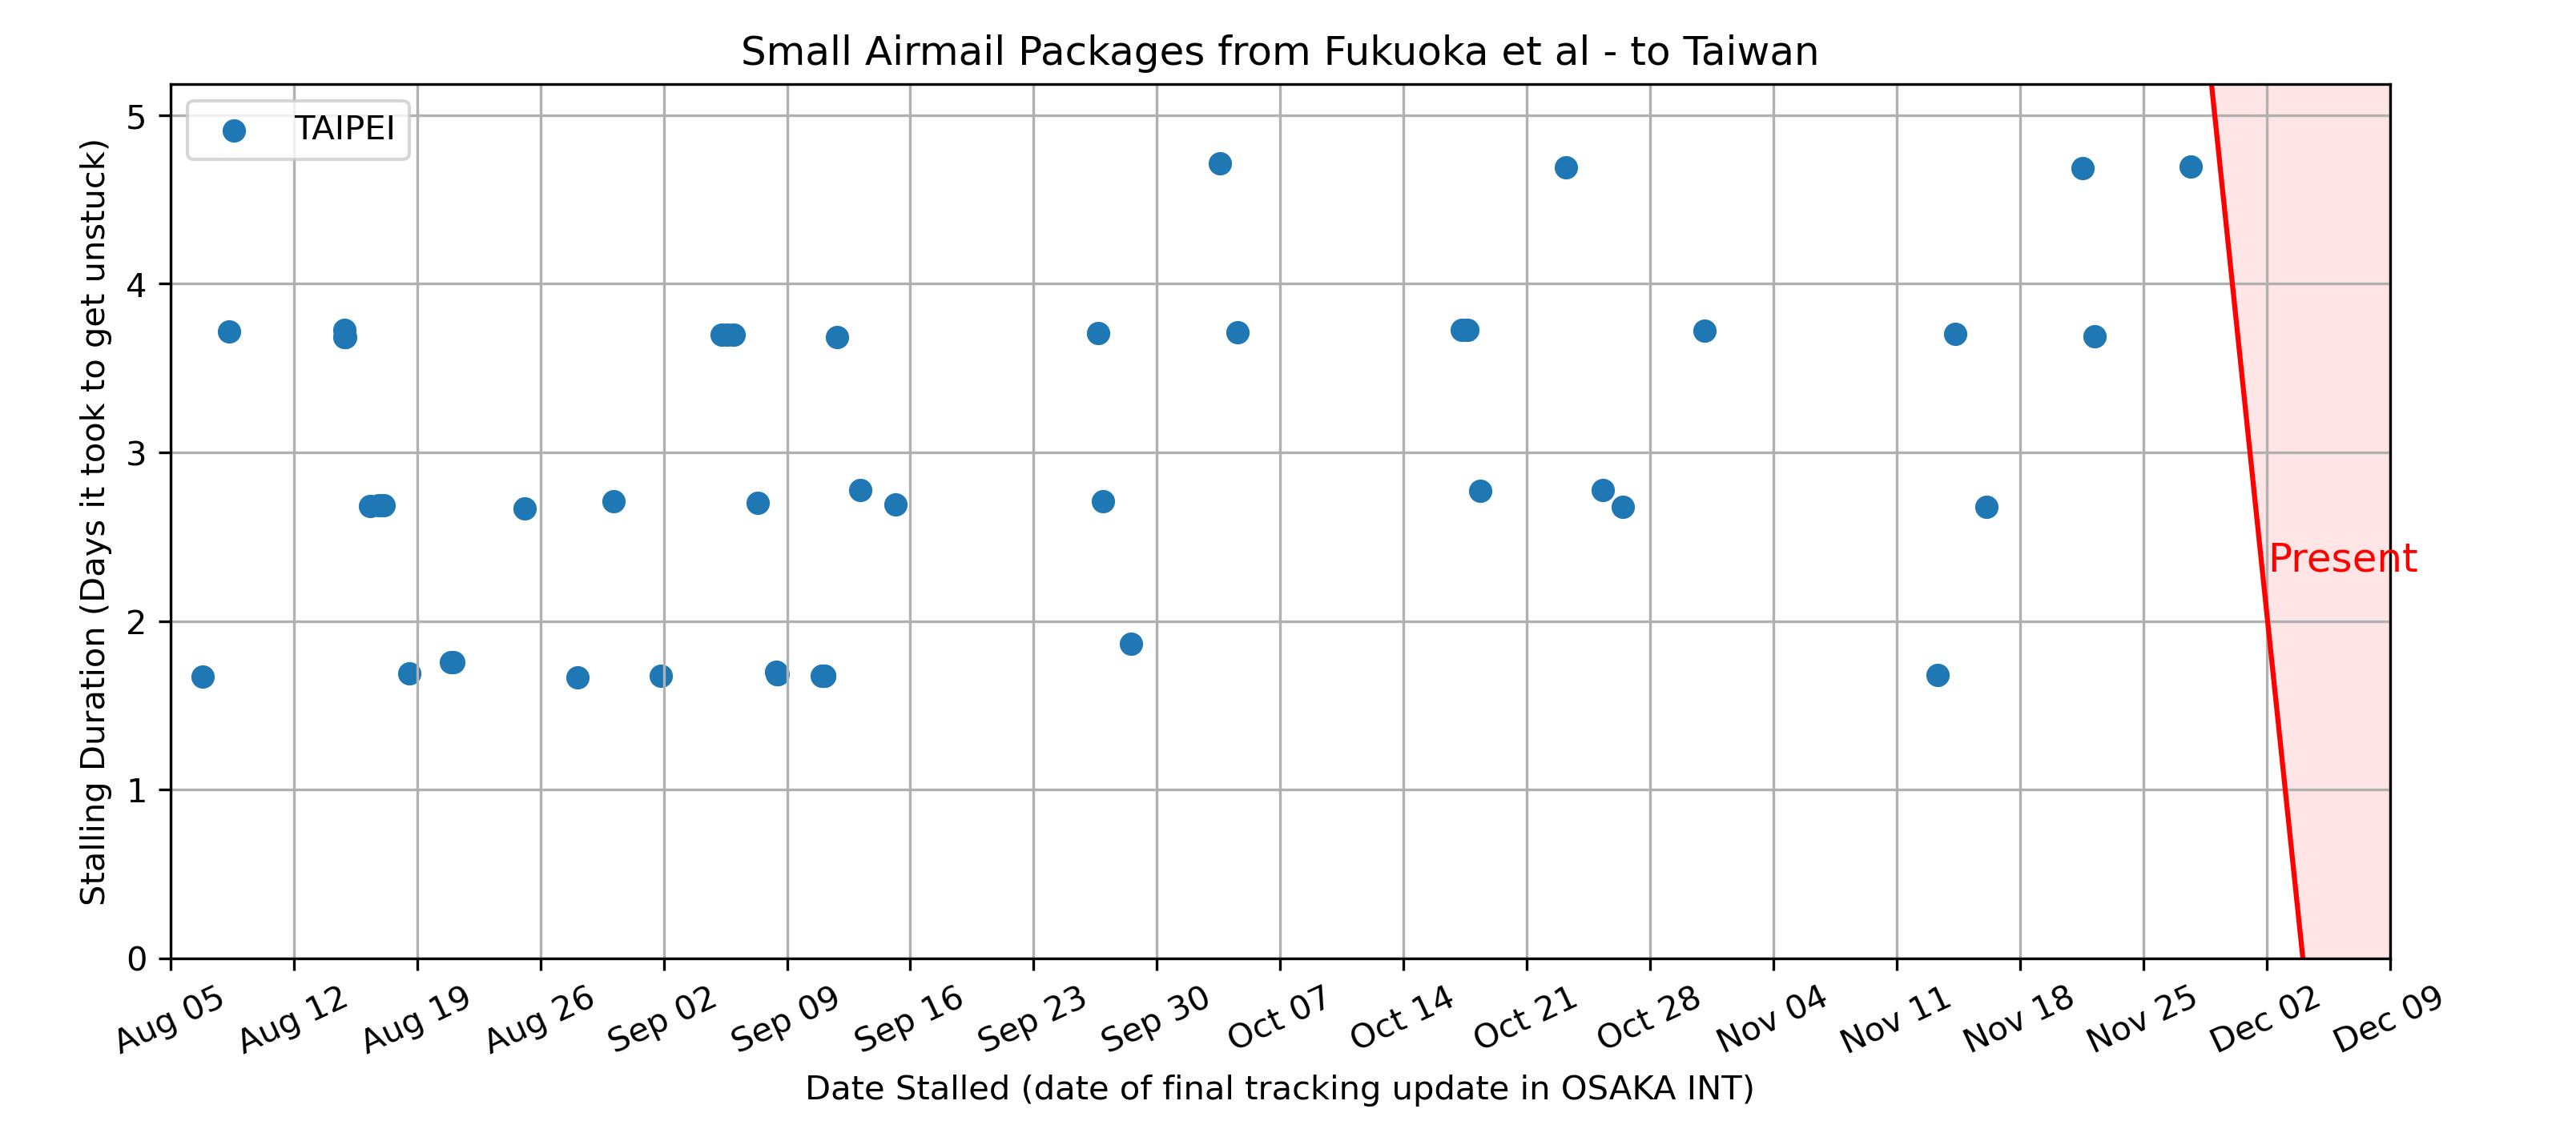 Small Airmail Packages from Fukuoka et al - to Taiwan
TAIPEI
Stalling Duration (Days it took to get unstuck)
5
4
3
2
1
0
Present
Aug 05
Aug 12
Aug 19
Aug 26
Sep 02
Sep 09
Sep 16
Sep 23
Sep 30
Oct 07
Oct 14
Oct 21
Oct 28
Nov 04
Nov 11
Nov 18
Nov 25
Dec 02
Dec 09
Date Stalled (date of final tracking update in OSAKA INT)